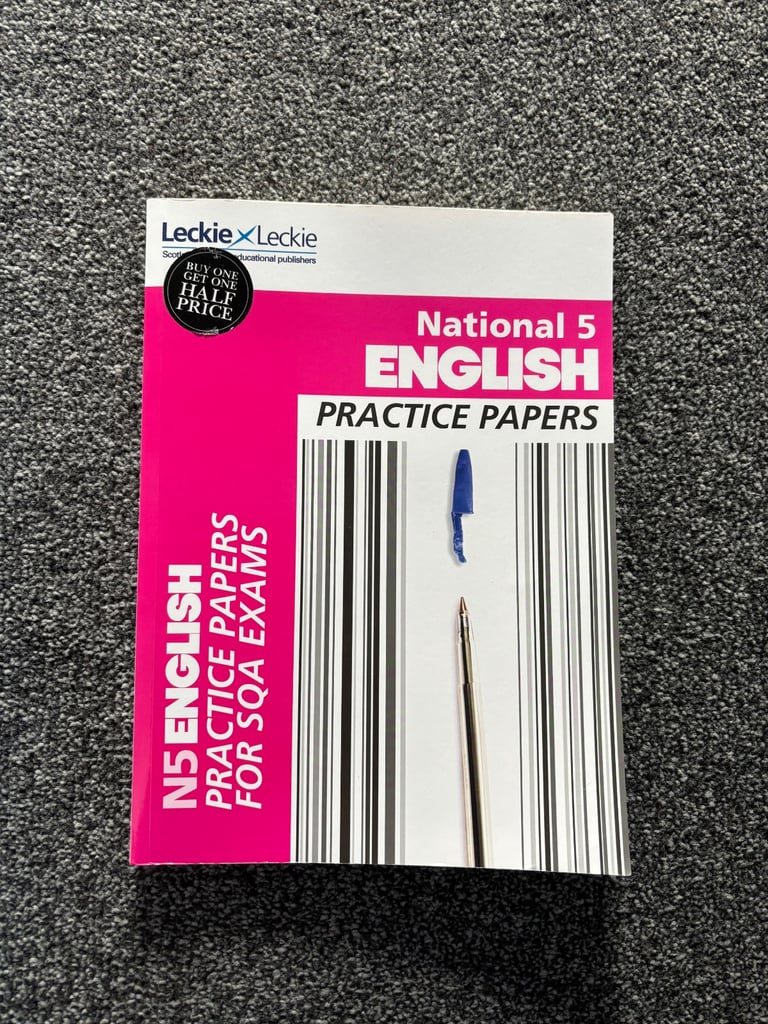 Leckie Leckie
educational publishers
BUY ONE
GET ONE
HALF
PRICE
National 5
ENGLISH
PRACTICE PAPERS
N5 ENGLISH
PRACTICE PAPERS
FOR SQA EXAMS